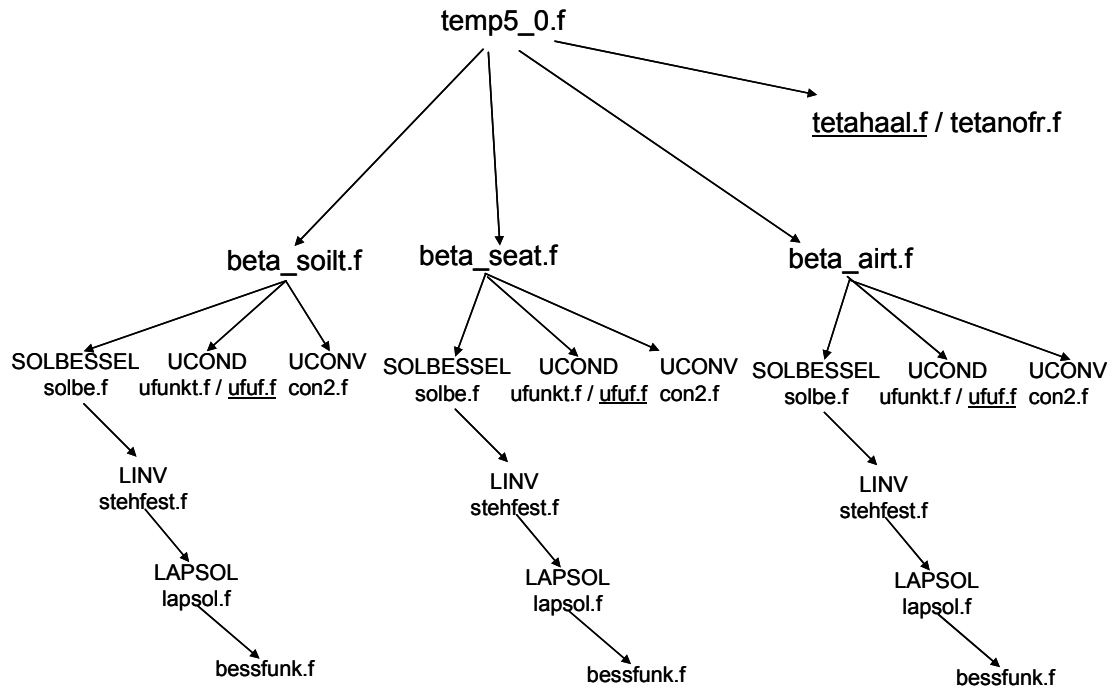 temp5_0.f
tetahaal.f / tetanofr.f
beta_soilt.f
beta_seat.f
beta_airt.f
SOLBESSEL
solbe.f
UCOND
ufunkt.f / ufuf.f
UCONV
con2.f
SOLBESSEL
solbe.f
UCOND
ufunkt.f / ufuf.f
UCONV
con2.f
SOLBESSEL
solbe.f
UCOND
ufunkt.f / ufuf.f
UCONV
con2.f
LINV
stehfest.f
LINV
stehfest.f
LINV
stehfest.f
LAPSOL
lapsol.f
LAPSOL
lapsol.f
LAPSOL
lapsol.f
bessfunk.f
bessfunk.f
bessfunk.f